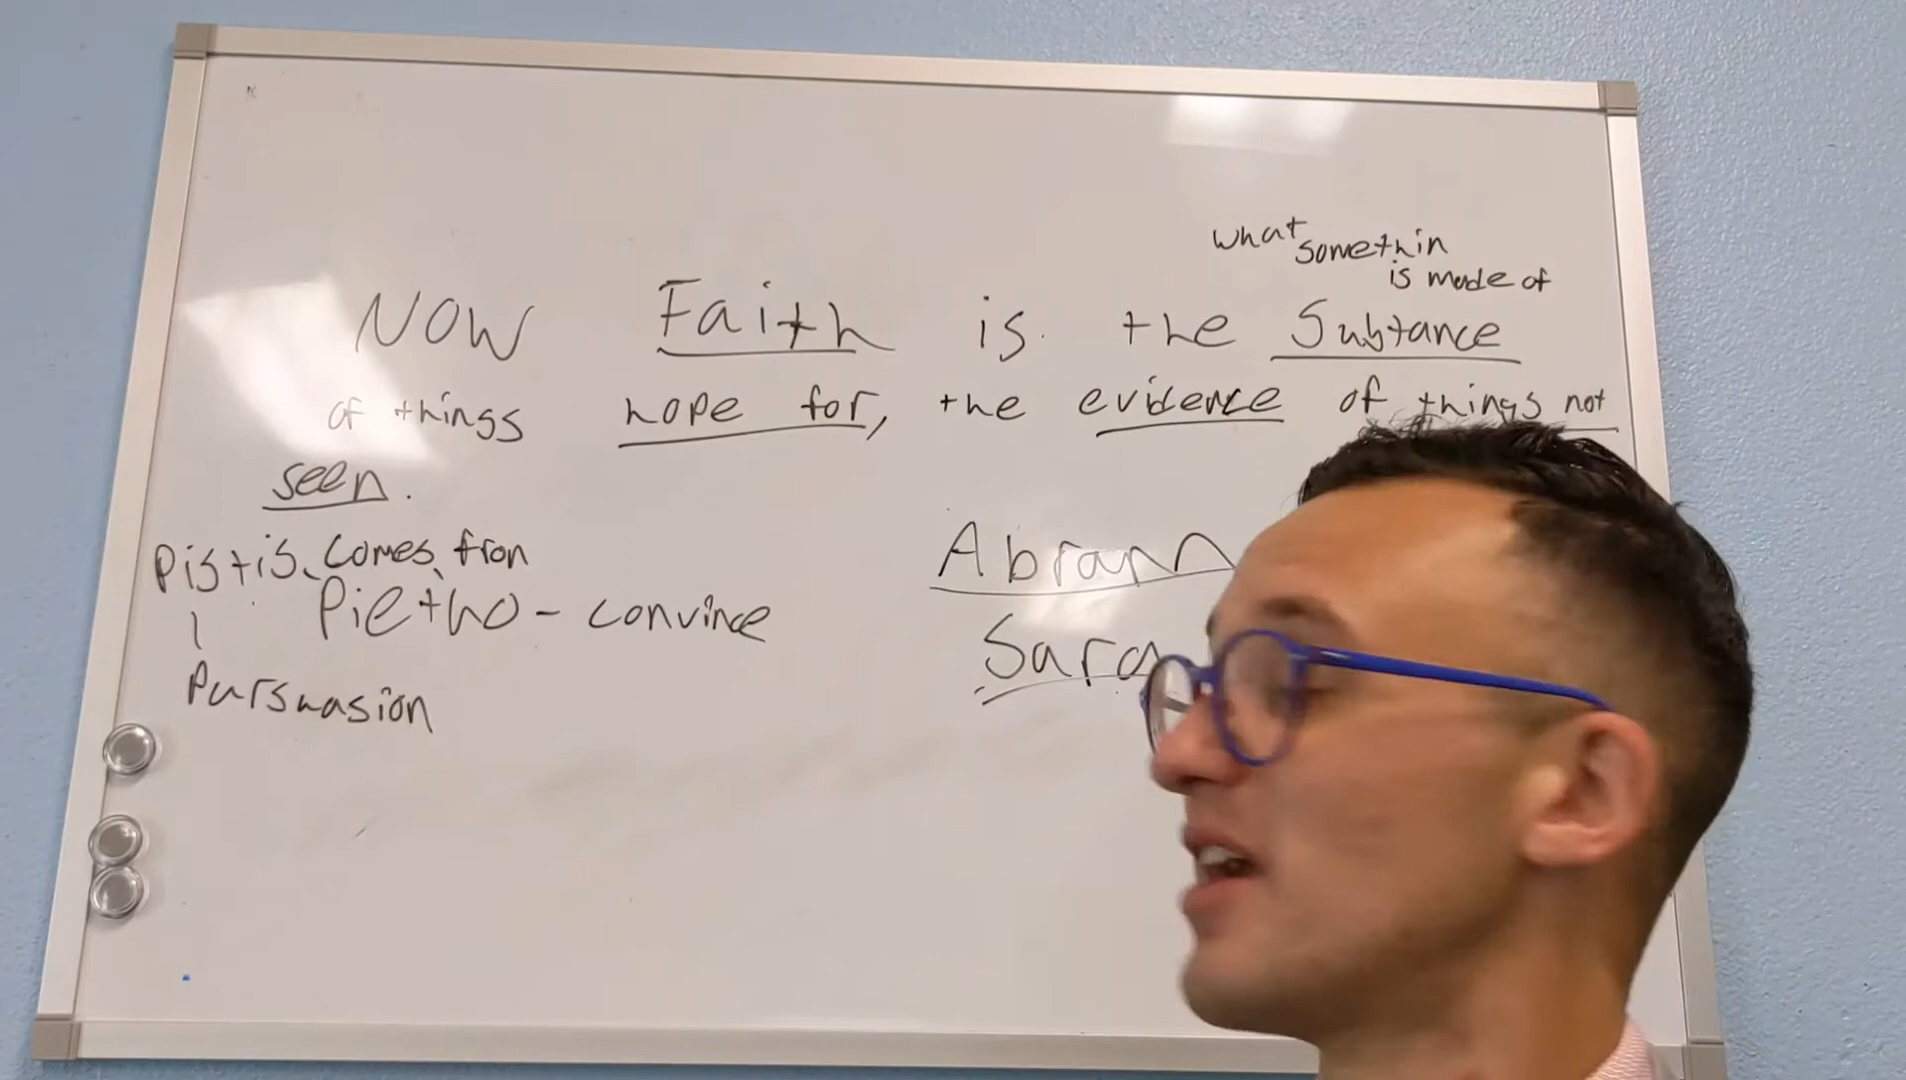 what
somethin
is made of
NOW Faith is the Substance
of things hope for, the evidence of things not
seen.
Pistis comes from
Pietho - convince
Pursuasion
Abram
Sara